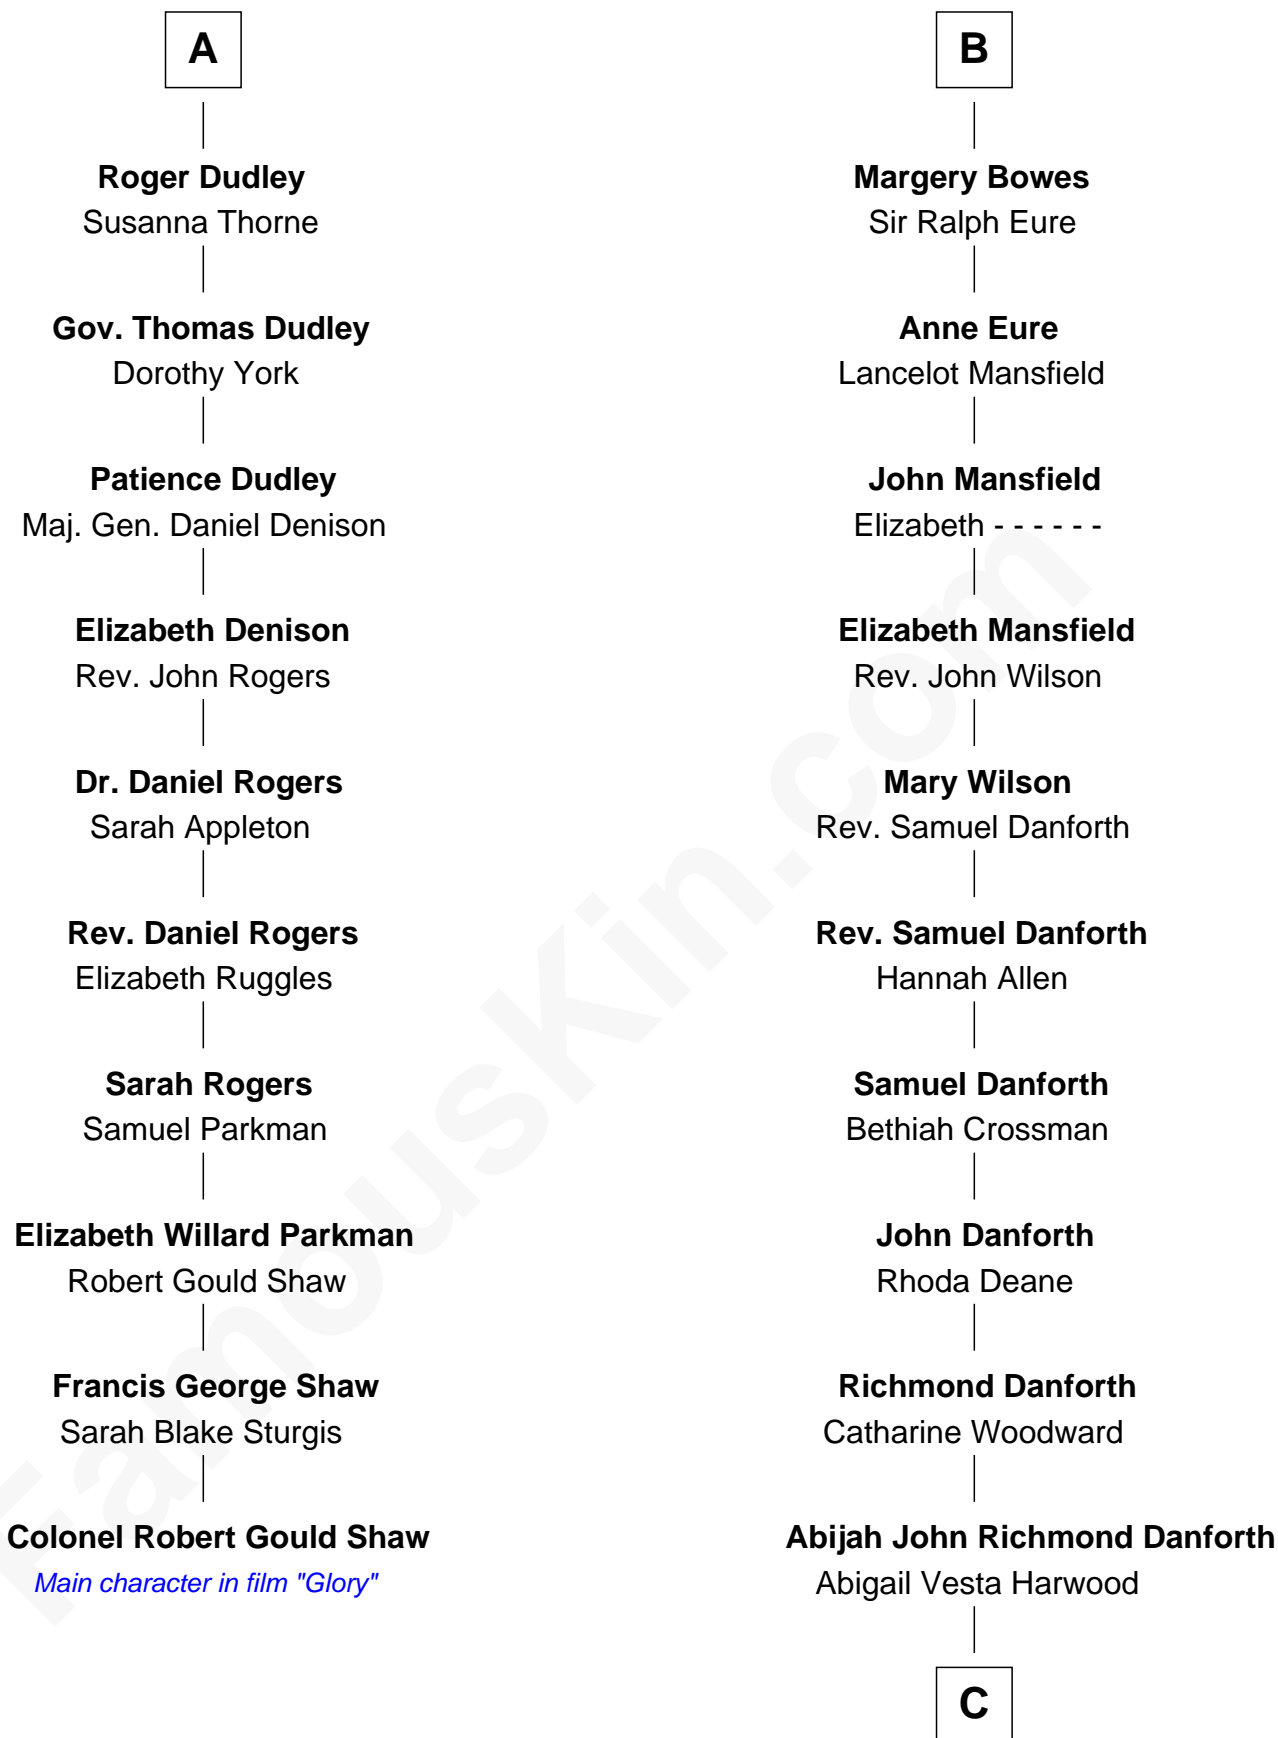 A
Roger Dudley
Susanna Thorne
Gov. Thomas Dudley
Dorothy York
Patience Dudley
Maj. Gen. Daniel Denison
Elizabeth Denison
Rev. John Rogers
Dr. Daniel Rogers
Sarah Appleton
Rev. Daniel Rogers
Elizabeth Ruggles
Sarah Rogers
Samuel Parkman
Elizabeth Willard Parkman
Robert Gould Shaw
Francis George Shaw
Sarah Blake Sturgis
Colonel Robert Gould Shaw
Main character in film "Glory"
B
Margery Bowes
Sir Ralph Eure
Anne Eure
Lancelot Mansfield
John Mansfield
Elizabeth - - - - - -
Elizabeth Mansfield
Rev. John Wilson
Mary Wilson
Rev. Samuel Danforth
Rev. Samuel Danforth
Hannah Allen
Samuel Danforth
Bethiah Crossman
John Danforth
Rhoda Deane
Richmond Danforth
Catharine Woodward
Abijah John Richmond Danforth
Abigail Vesta Harwood
C
FamousKin.com